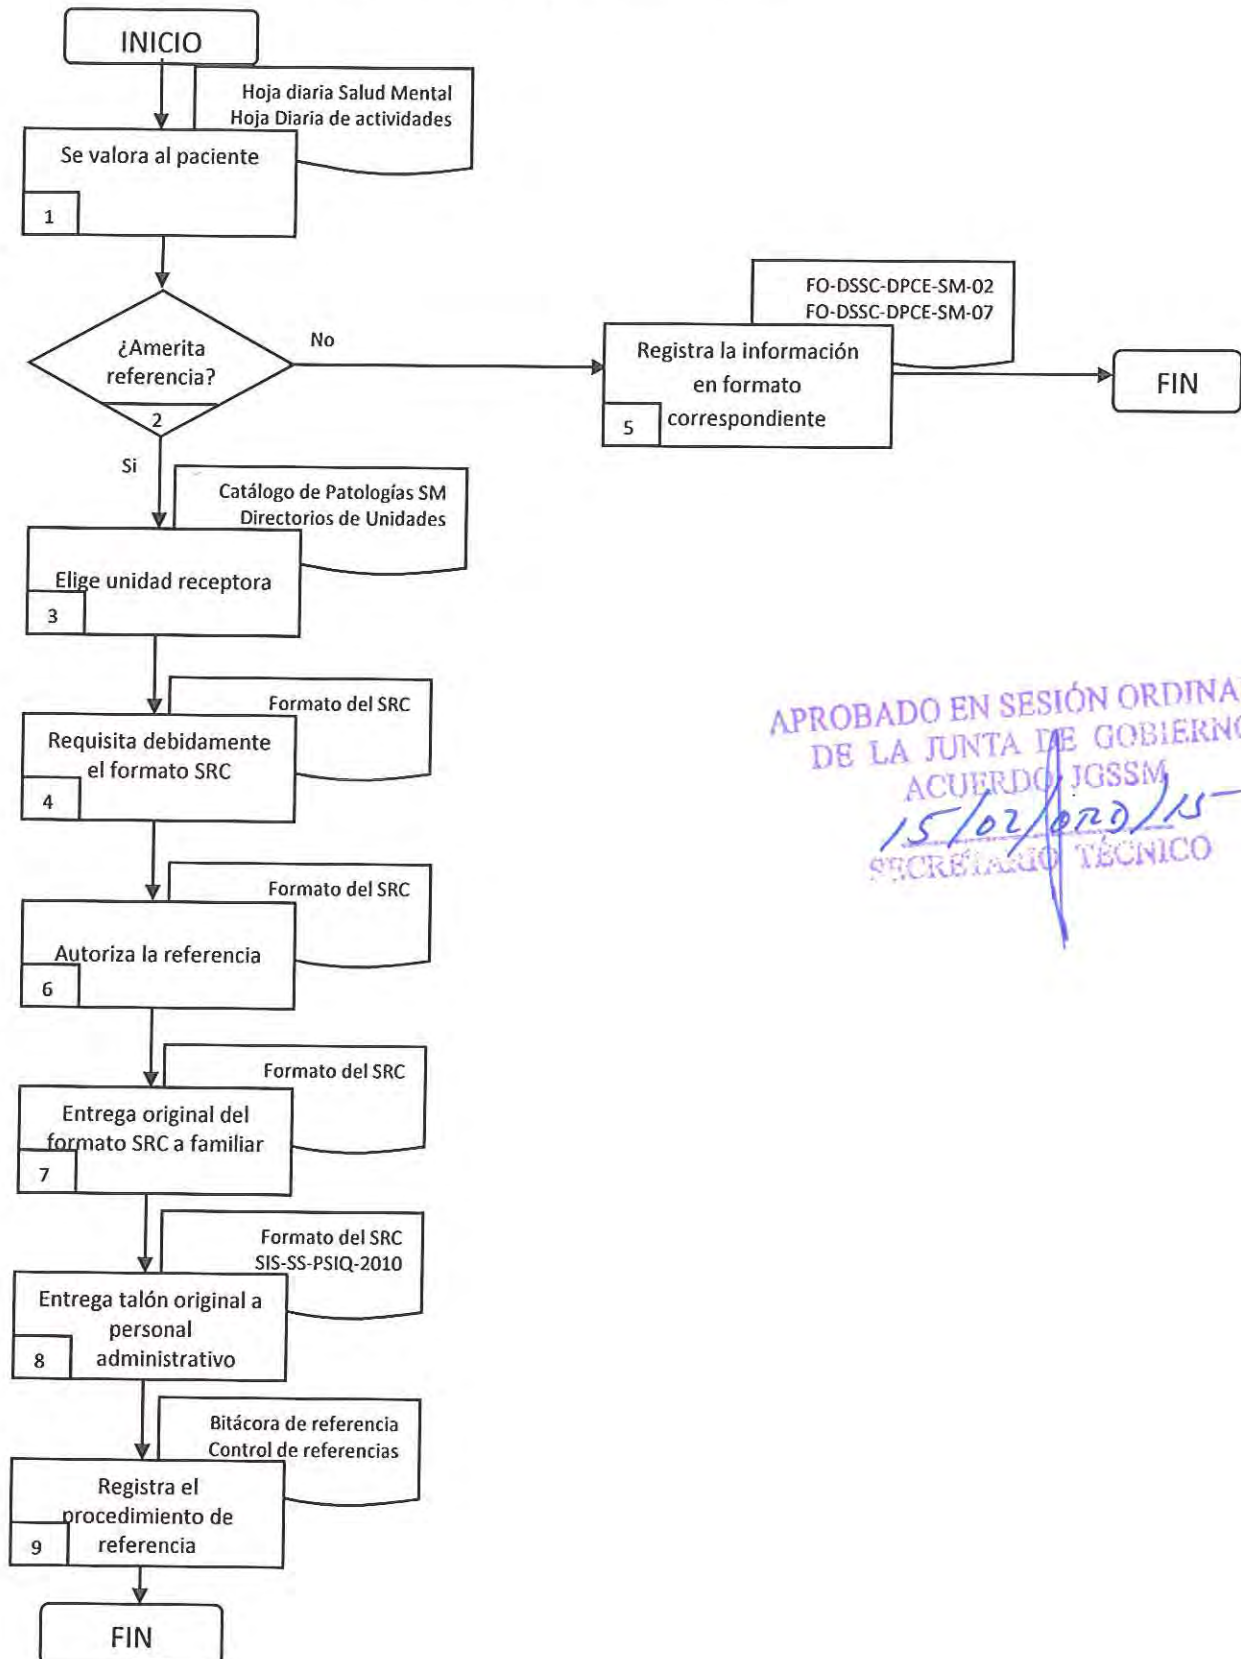 INICIO
Hoja diaria Salud Mental
Hoja Diaria de actividades
Se valora al paciente
1
¿Amerita
referencia?
2
No
FO-DSSC-DPCE-SM-02
FO-DSSC-DPCE-SM-07
Registra la información
en formato
correspondiente
5
FIN
Si
Catálogo de Patologías SM
Directorios de Unidades
Elige unidad receptora
3
Formato del SRC
Requisita debidamente
el formato SRC
4
Formato del SRC
Autoriza la referencia
6
Formato del SRC
Entrega original del
formato SRC a familiar
7
Formato del SRC
SIS-SS-PSIQ-2010
Entrega talón original a
personal
administrativo
8
Bitácora de referencia
Control de referencias
Registra el
procedimiento de
referencia
9
FIN
APROBADO EN SESIÓN ORDINA
DE LA JUNTA DE GOBIERNO
ACUERDO JGSSM
15/02/ORD/15
SECRETARIO TÉCNICO